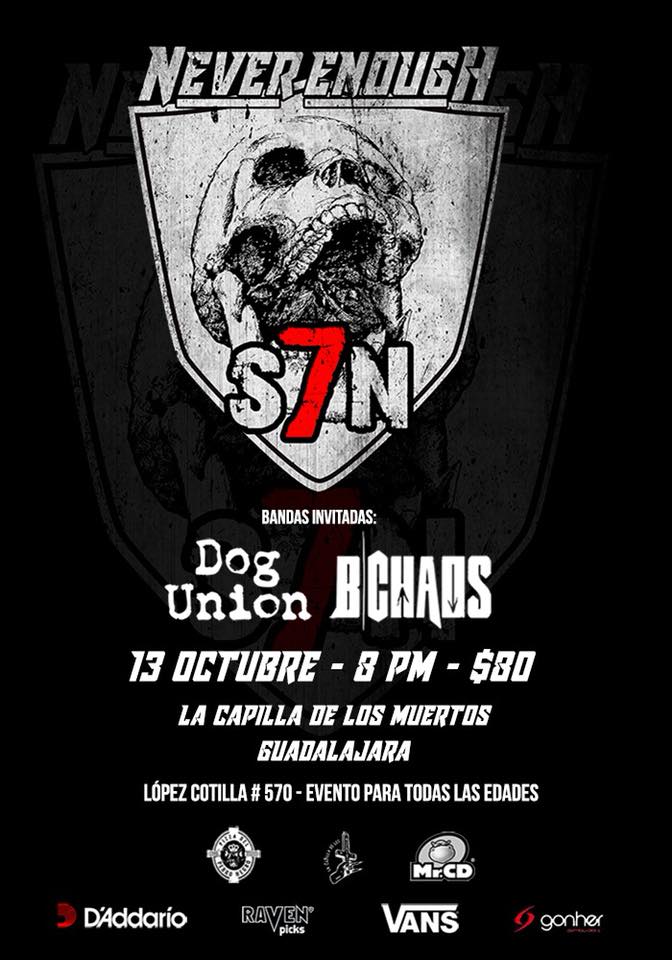 NEVER ENOUGH
S7N
BANDAS INVITADAS:
Dog
Union
B|CHAOS
13 OCTUBRE - 8 PM - $80
LA CAPILLA DE LOS MUERTOS
GUADALAJARA
LÓPEZ COTILLA # 570 - EVENTO PARA TODAS LAS EDADES
MR.CD
D'Addario
RAVEN®
picks
VANS
gonher